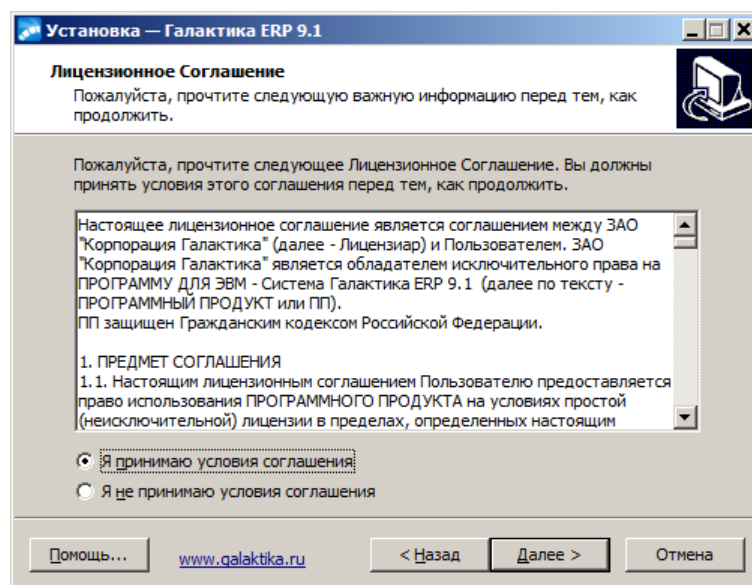 Установка — Галактика ERP 9.1
Лицензионное Соглашение
Пожалуйста, прочтите следующую важную информацию перед тем, как
продолжить.
Пожалуйста, прочтите следующее Лицензионное Соглашение. Вы должны
принять условия этого соглашения перед тем, как продолжить.
Настоящее лицензионное соглашение является соглашением между ЗАО
"Корпорация Галактика" (далее - Лицензиар) и Пользователем. ЗАО
"Корпорация Галактика" является обладателем исключительного права на
ПРОГРАММУ ДЛЯ ЭВМ - Система Галактика ERP 9.1 (далее по тексту -
ПРОГРАММНЫЙ ПРОДУКТ или ПП).
ПП защищен Гражданским кодексом Российской Федерации.
1. ПРЕДМЕТ СОГЛАШЕНИЯ
1.1. Настоящим лицензионным соглашением Пользователю предоставляется
право использования ПРОГРАММНОГО ПРОДУКТА на условиях простой
(неисключительной) лицензии в пределах, определенных настоящим
Я принимаю условия соглашения
Я не принимаю условия соглашения
Помощь... www.galaktika.ru < Назад Далее > Отмена